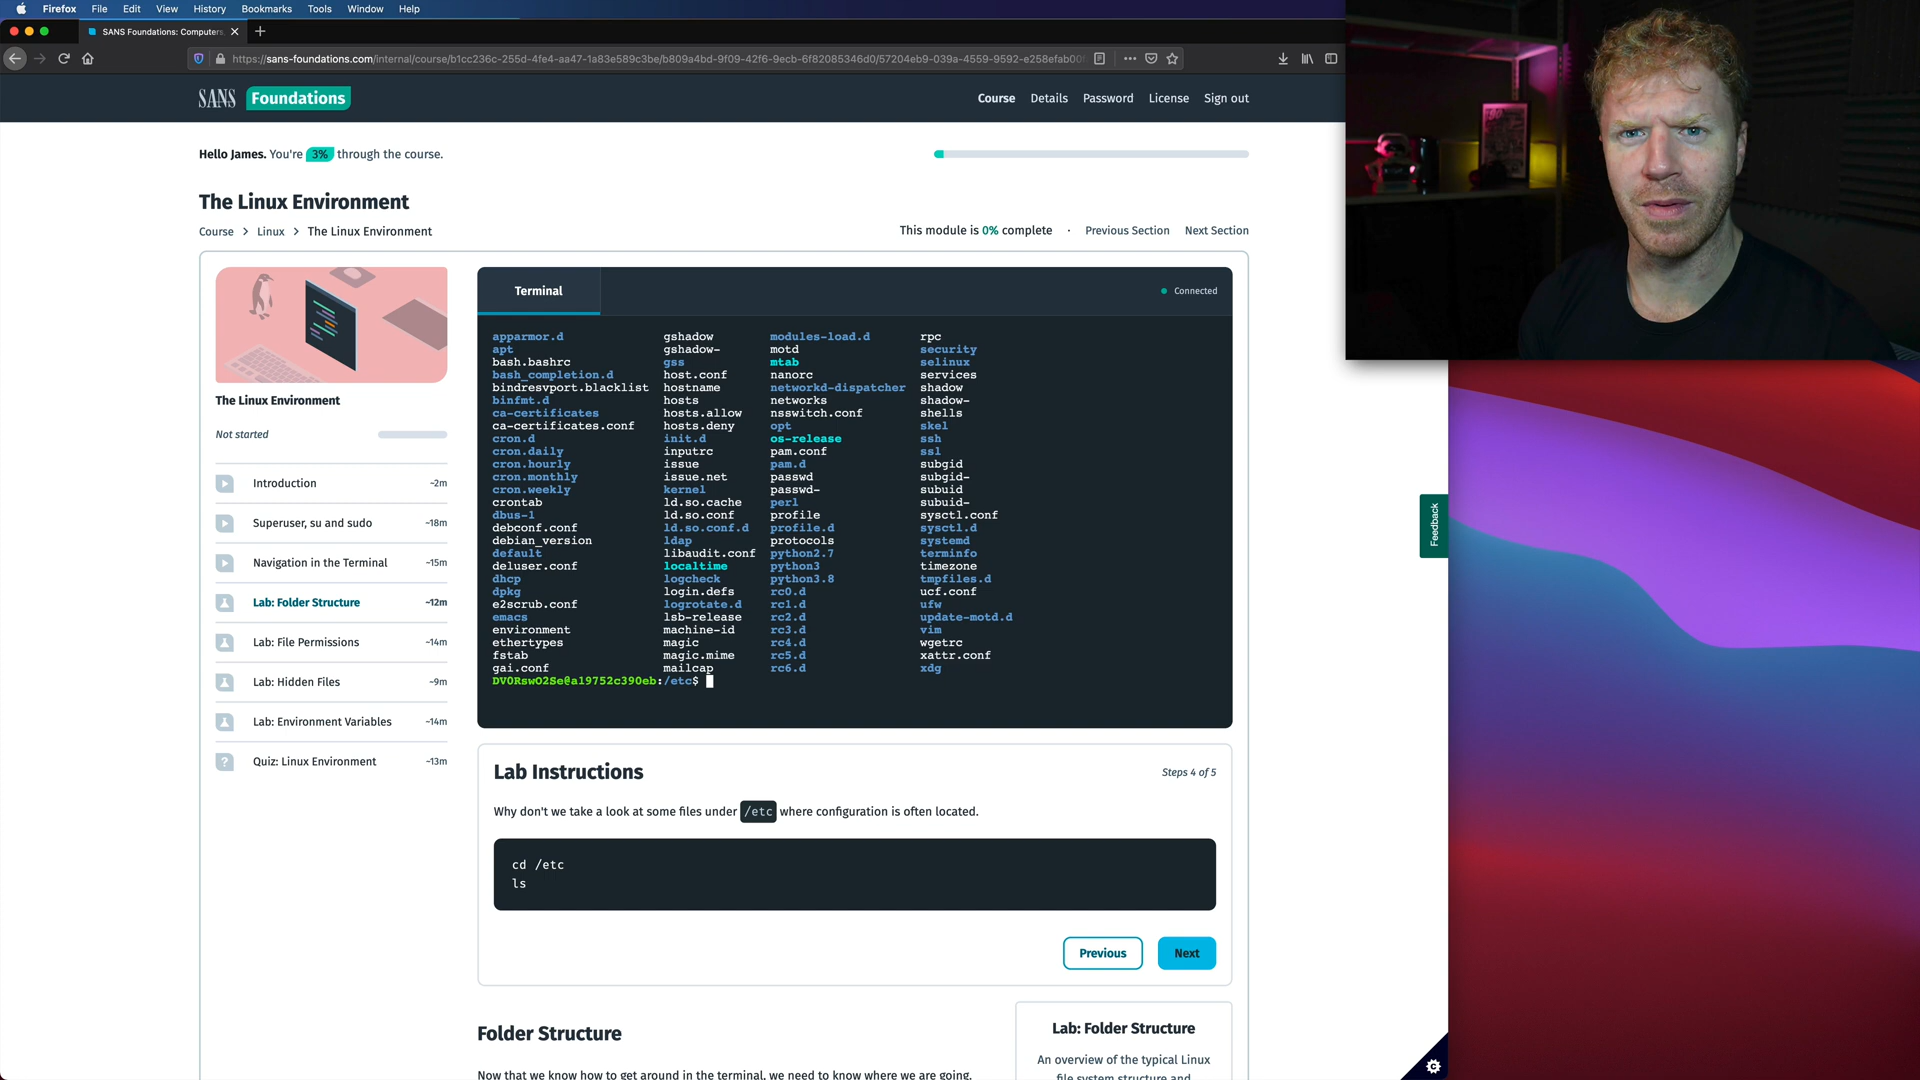 Firefox File Edit View History Bookmarks Tools Window Help
SANS Foundations: Computers
https://sans-foundations.com/internal/course/b1cc236c-255d-4fe4-aa47-1a83e589c3be/b809a4bd-9f09-42f6-9ecb-6f82085346d0/57204eb9-039a-4559-9592-e258efab00
SANS Foundations
Course Details Password License Sign out
Hello James. You're 3% through the course.
The Linux Environment
Course > Linux > The Linux Environment
This module is 0% complete · Previous Section Next Section
The Linux Environment
Not started
Introduction ~2m
Superuser, su and sudo ~18m
Navigation in the Terminal ~15m
Lab: Folder Structure ~12m
Lab: File Permissions ~14m
Lab: Hidden Files ~9m
Lab: Environment Variables ~14m
Quiz: Linux Environment ~13m
Terminal Connected
apparmor.d gshadow modules-load.d rpc
apt gshadow- motd security
bash.bashrc gss mtab selinux
bash_completion.d host.conf nanorc services
bindresvport.blacklist hostname networkd-dispatcher shadow
binfmt.d hosts networks shadow-
ca-certificates hosts.allow nsswitch.conf shells
ca-certificates.conf hosts.deny opt skel
cron.d init.d os-release ssh
cron.daily inputrc pam.conf ssl
cron.hourly issue pam.d subgid
cron.monthly issue.net passwd subgid-
cron.weekly kernel passwd- subuid
crontab ld.so.cache perl subuid-
dbus-1 ld.so.conf profile sysctl.conf
debconf.conf ld.so.conf.d profile.d sysctl.d
debian_version ldap protocols systemd
default libaudit.conf python2.7 terminfo
deluser.conf localtime python3 timezone
dhcp logcheck python3.8 tmpfiles.d
dpkg login.defs rc0.d ucf.conf
e2scrub.conf logrotate.d rc1.d ufw
emacs lsb-release rc2.d update-motd.d
environment machine-id rc3.d vim
ethertypes magic rc4.d wgetrc
fstab magic.mime rc5.d xattr.conf
gai.conf mailcap rc6.d xdg
DV0RswO2Se@a19752c390eb:/etc$
Lab Instructions
Steps 4 of 5
Why don't we take a look at some files under /etc where configuration is often located.
cd /etc
ls
Previous Next
Folder Structure
Now that we know how to get around in the terminal, we need to know where we are going.
Lab: Folder Structure
An overview of the typical Linux
file system structure and
Feedback